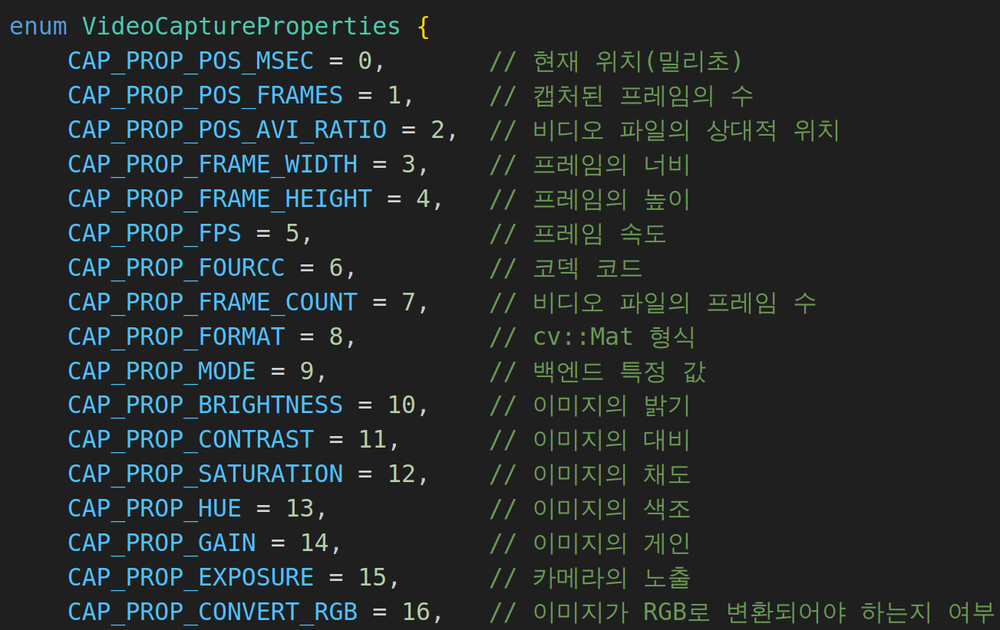 enum VideoCaptureProperties {
    CAP_PROP_POS_MSEC = 0,       // 현재 위치(밀리초)
    CAP_PROP_POS_FRAMES = 1,     // 캡처된 프레임의 수
    CAP_PROP_POS_AVI_RATIO = 2,  // 비디오 파일의 상대적 위치
    CAP_PROP_FRAME_WIDTH = 3,    // 프레임의 너비
    CAP_PROP_FRAME_HEIGHT = 4,   // 프레임의 높이
    CAP_PROP_FPS = 5,            // 프레임 속도
    CAP_PROP_FOURCC = 6,         // 코덱 코드
    CAP_PROP_FRAME_COUNT = 7,    // 비디오 파일의 프레임 수
    CAP_PROP_FORMAT = 8,         // cv::Mat 형식
    CAP_PROP_MODE = 9,           // 백엔드 특정 값
    CAP_PROP_BRIGHTNESS = 10,    // 이미지의 밝기
    CAP_PROP_CONTRAST = 11,      // 이미지의 대비
    CAP_PROP_SATURATION = 12,    // 이미지의 채도
    CAP_PROP_HUE = 13,           // 이미지의 색조
    CAP_PROP_GAIN = 14,          // 이미지의 게인
    CAP_PROP_EXPOSURE = 15,      // 카메라의 노출
    CAP_PROP_CONVERT_RGB = 16,   // 이미지가 RGB로 변환되어야 하는지 여부